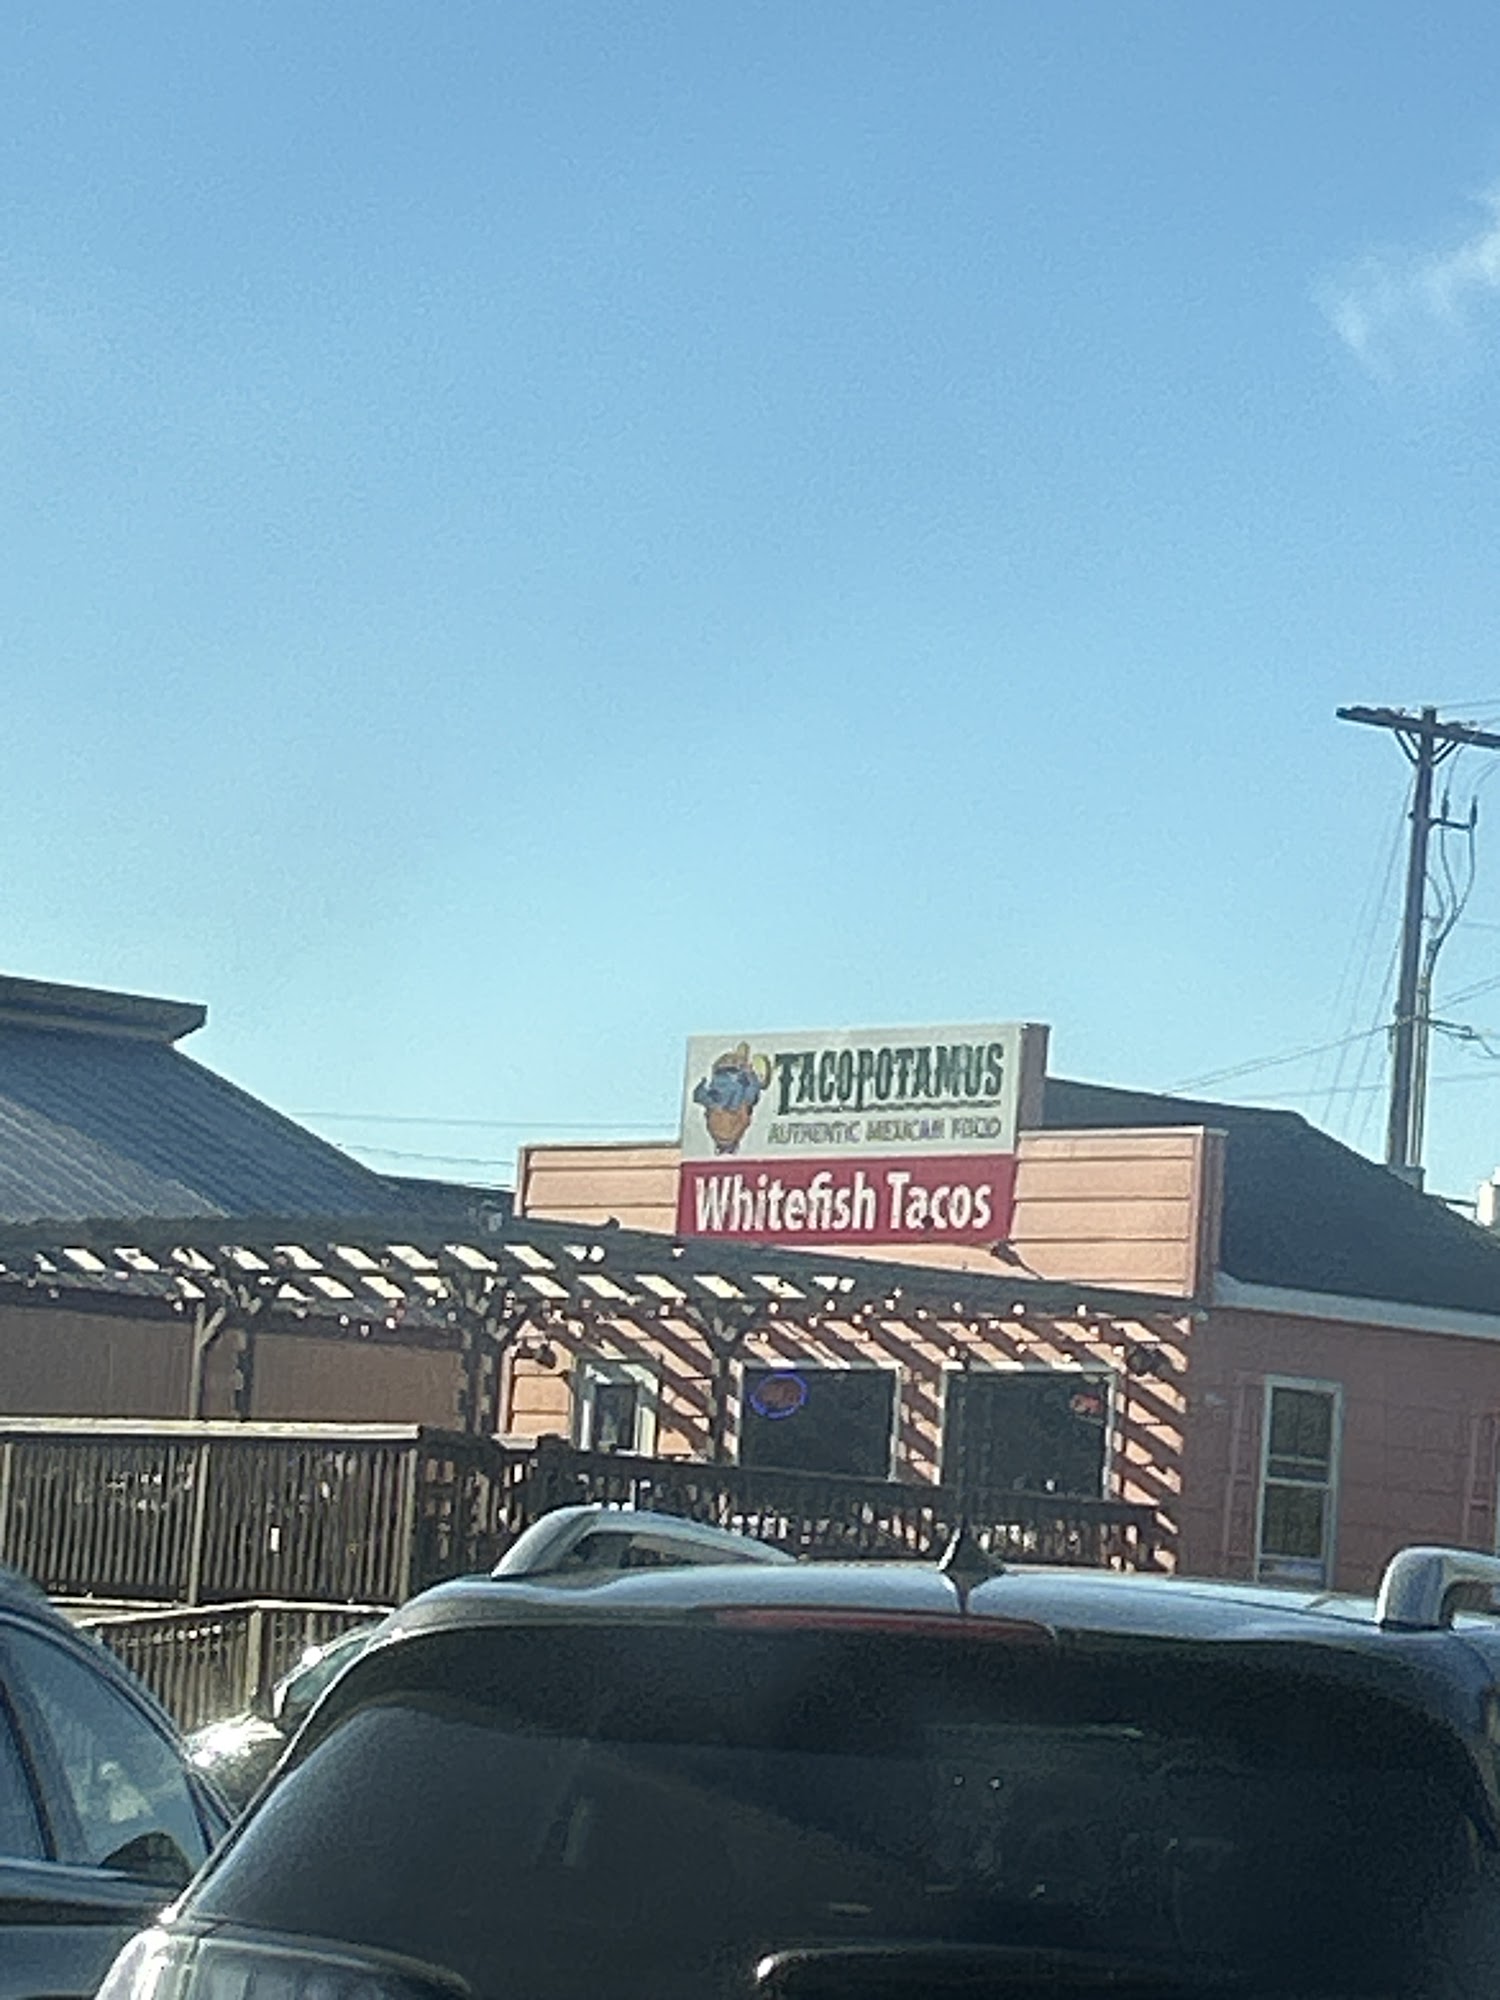 TACOPOTAMUS
AUTHENTIC MEXICAN FOOD
Whitefish Tacos